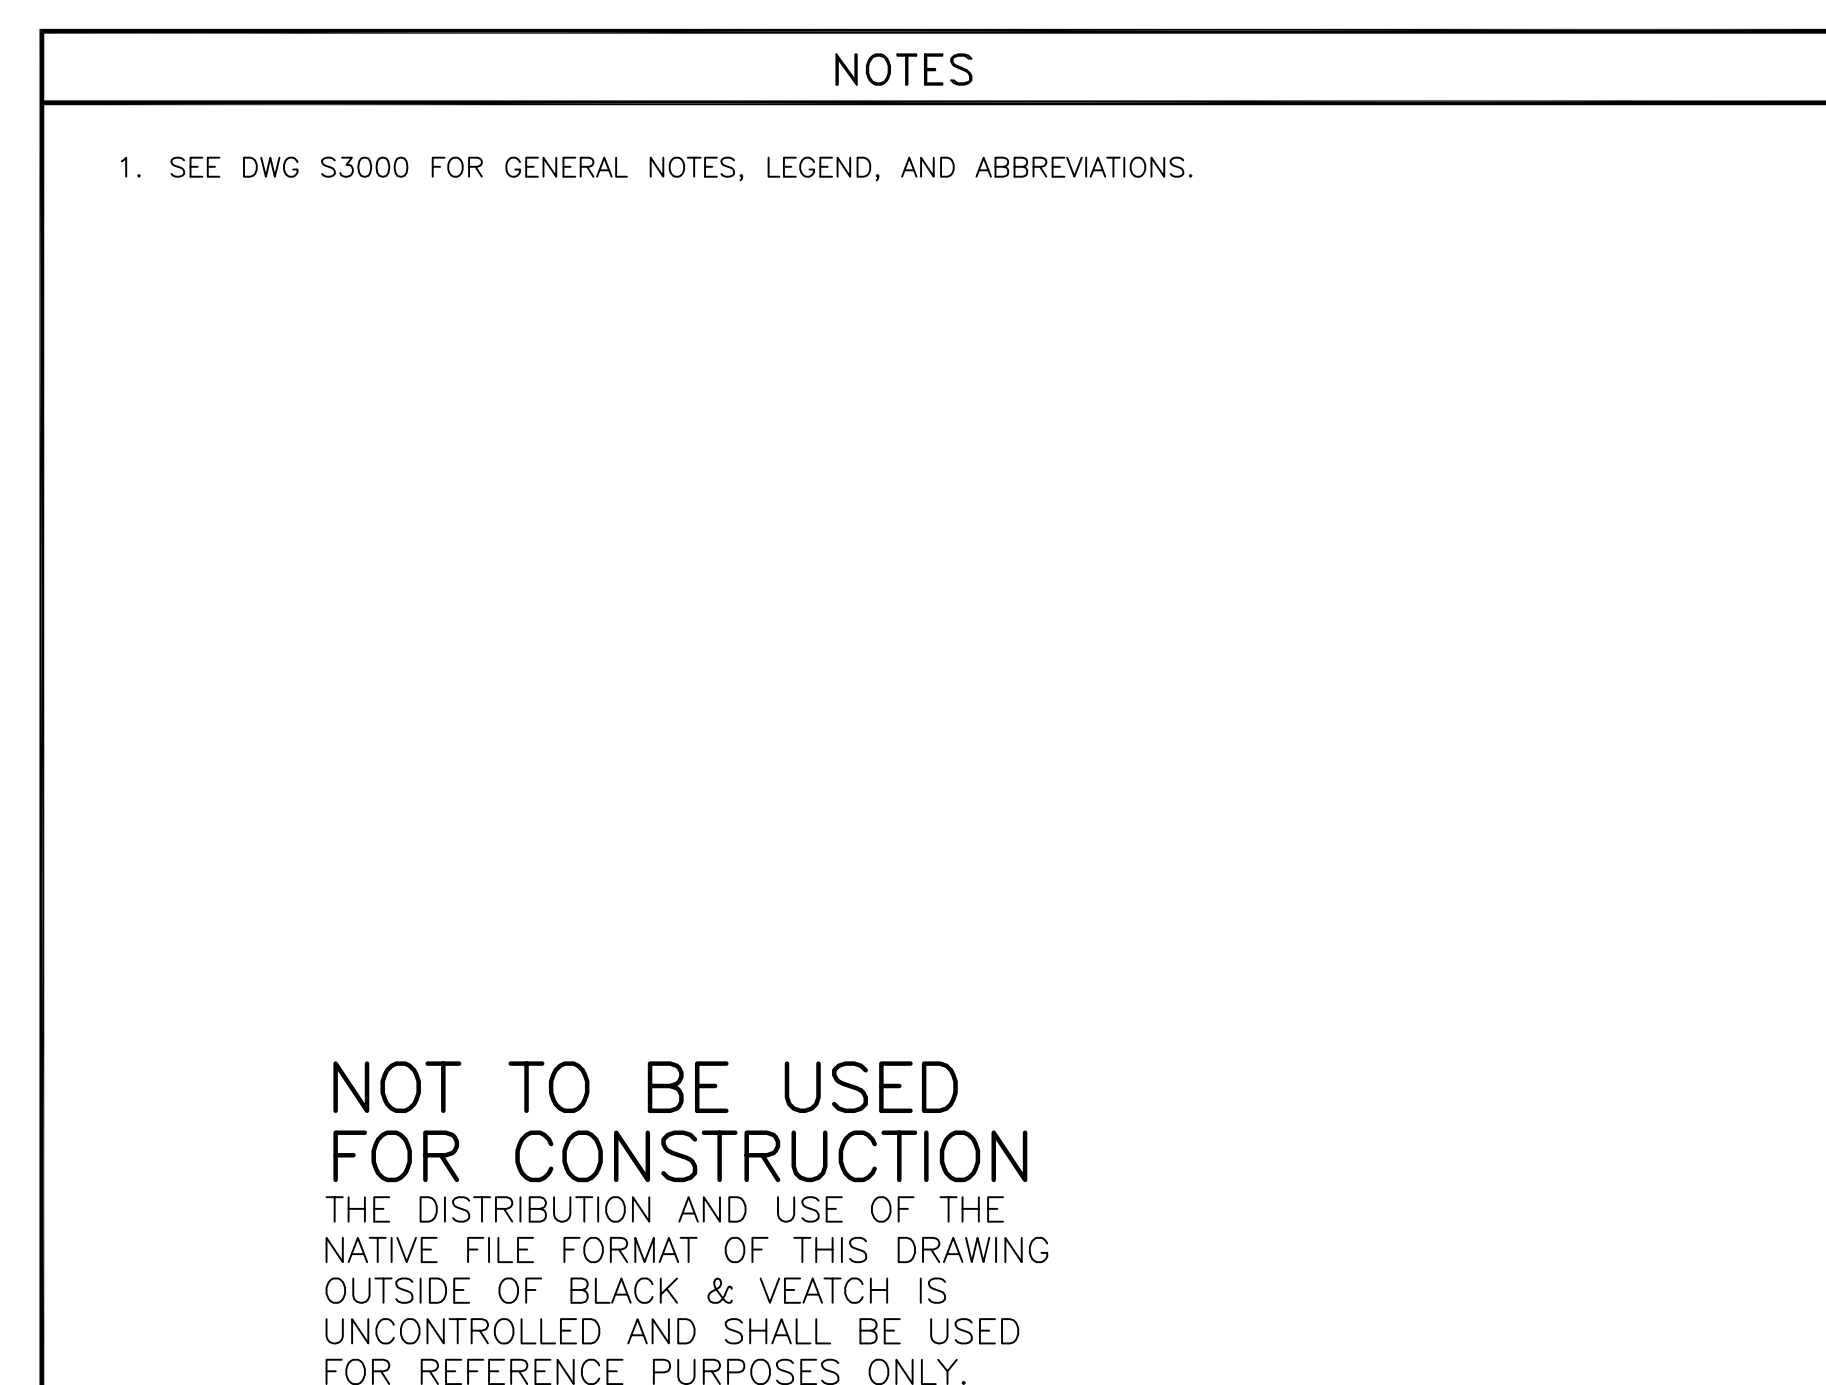 NOTES
1. SEE DWG S3000 FOR GENERAL NOTES, LEGEND, AND ABBREVIATIONS.
NOT TO BE USED
FOR CONSTRUCTION
THE DISTRIBUTION AND USE OF THE
NATIVE FILE FORMAT OF THIS DRAWING
OUTSIDE OF BLACK & VEATCH IS
UNCONTROLLED AND SHALL BE USED
FOR REFERENCE PURPOSES ONLY.